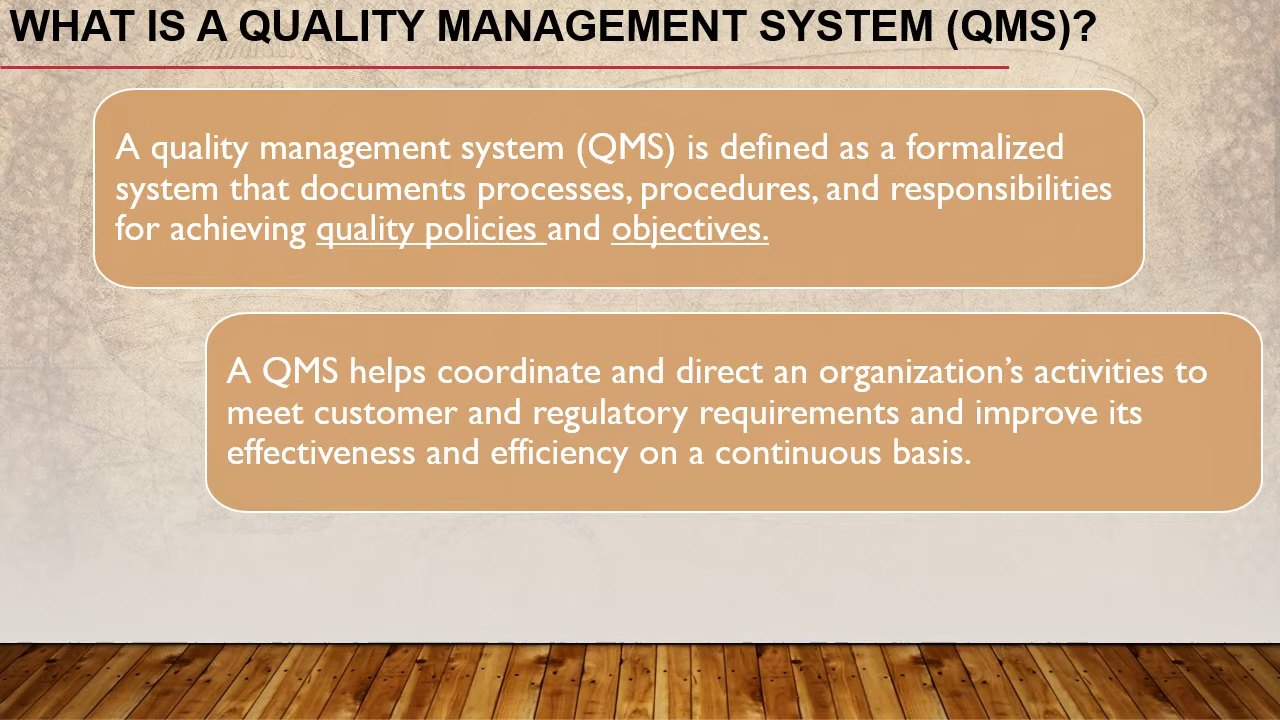 WHAT IS A QUALITY MANAGEMENT SYSTEM (QMS)?
A quality management system (QMS) is defined as a formalized
system that documents processes, procedures, and responsibilities
for achieving quality policies and objectives.
A QMS helps coordinate and direct an organization’s activities to
meet customer and regulatory requirements and improve its
effectiveness and efficiency on a continuous basis.